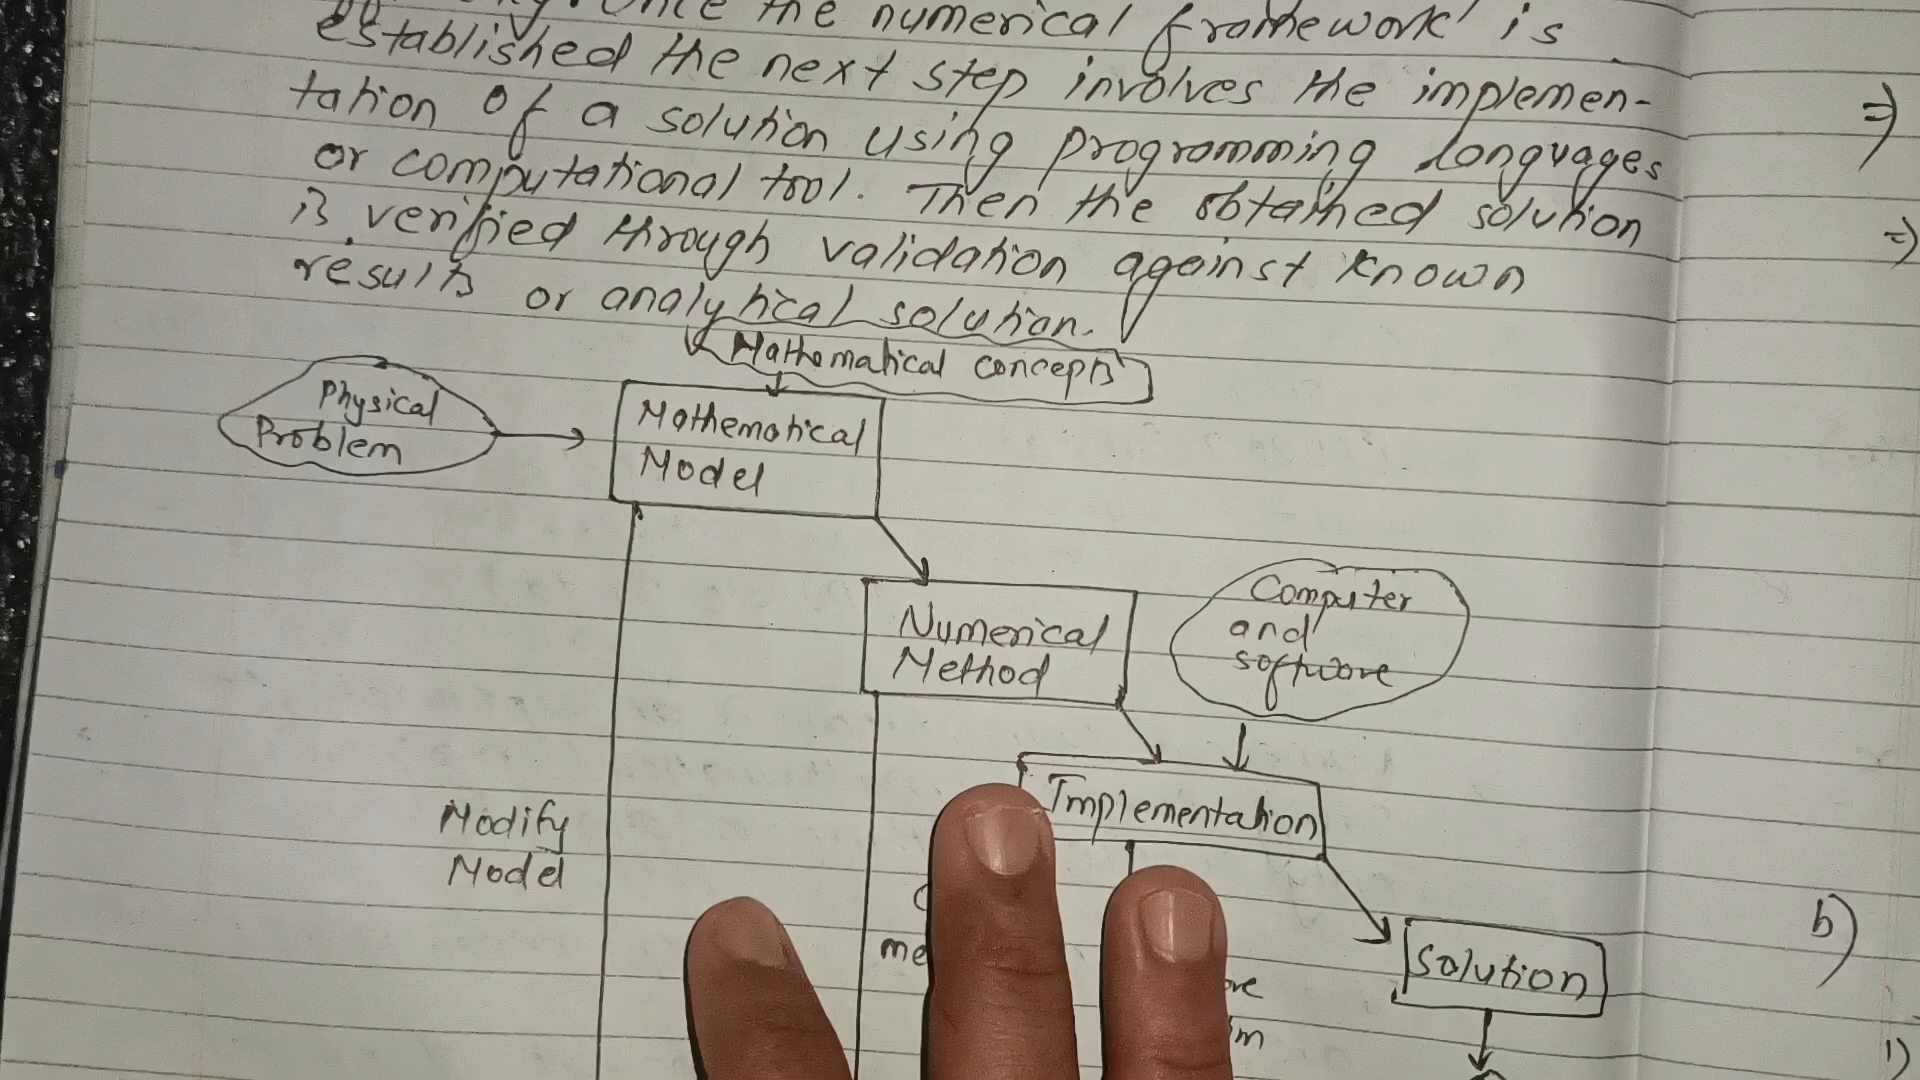 Once the numerical framework is
established the next step involves the implemen-
tation of a solution using programming languages
or computational tool. Then the obtained solution
is verified through validation against known
results or analytical solution.
Mathematical concepts
Physical
Problem
Mathematical
Model
Numerical
Method
Computer
and
software
Implementation
Modify
Model
Solution
=)
=)
b)
1)